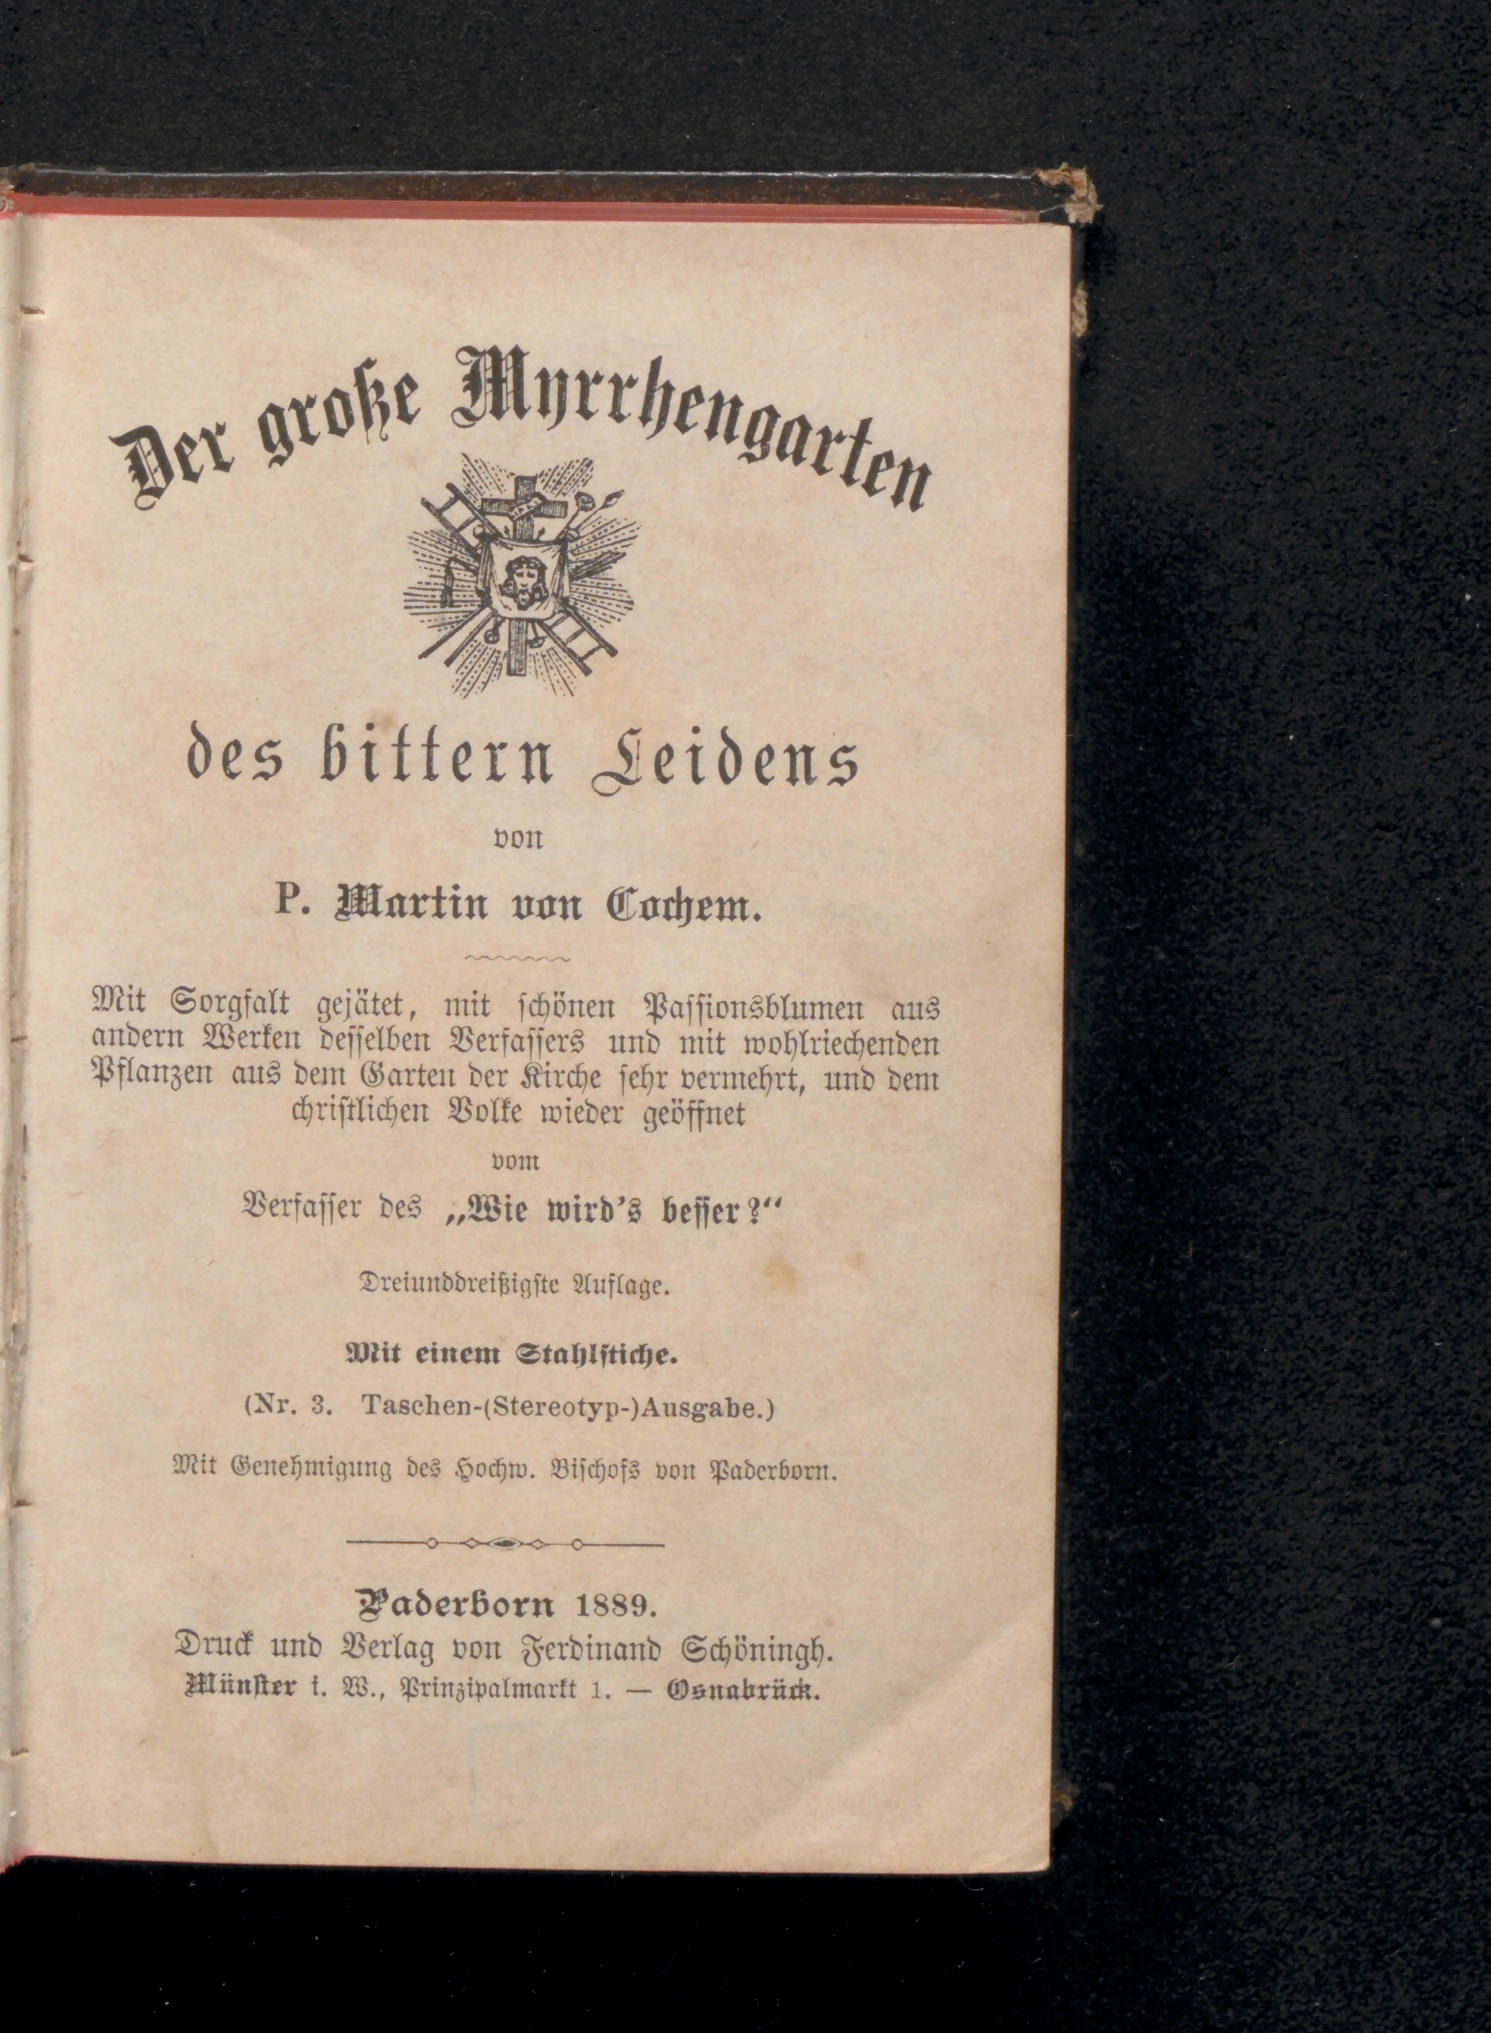 Der große Myrrhengarten
des bittern Leidens
von
P. Martin von Cochem.
Mit Sorgfalt gejätet, mit schönen Passionsblumen aus
andern Werken desselben Verfassers und mit wohlriechenden
Pflanzen aus dem Garten der Kirche sehr vermehrt, und dem
christlichen Volke wieder geöffnet
vom
Verfasser des „Wie wird's besser?“
Dreiunddreißigste Auflage.
Mit einem Stahlstiche.
(Nr. 3. Taschen-(Stereotyp-)Ausgabe.)
Mit Genehmigung des Hochw. Bischofs von Paderborn.
Paderborn 1889.
Druck und Verlag von Ferdinand Schöningh.
Münster i. W., Prinzipalmarkt 1. — Osnabrück.